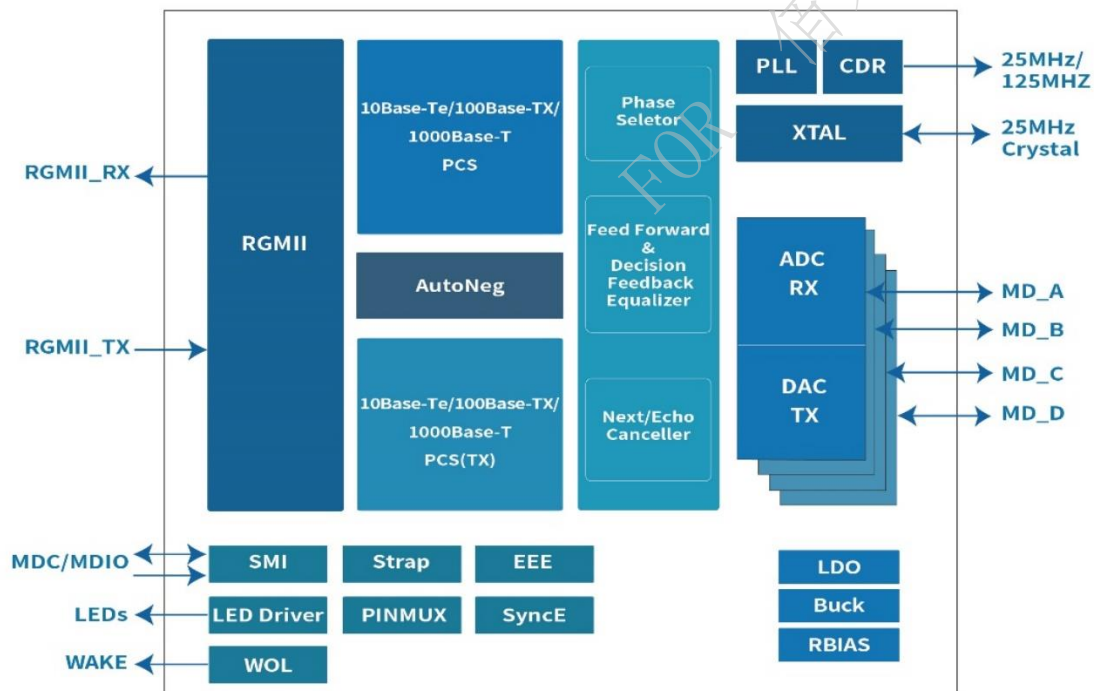 RGMII_RX
RGMII_TX
RGMII
10Base-Te/100Base-TX/
1000Base-T
PCS
AutoNeg
10Base-Te/100Base-TX/
1000Base-T
PCS(TX)
Phase
Seletor
Feed Forward
&
Decision
Feedback
Equalizer
Next/Echo
Canceller
PLL
CDR
25MHz/
125MHZ
XTAL
25MHz
Crystal
ADC
RX
DAC
TX
MD_A
MD_B
MD_C
MD_D
MDC/MDIO
SMI
Strap
EEE
LEDs
LED Driver
PINMUX
SyncE
WAKE
WOL
LDO
Buck
RBIAS
FOR